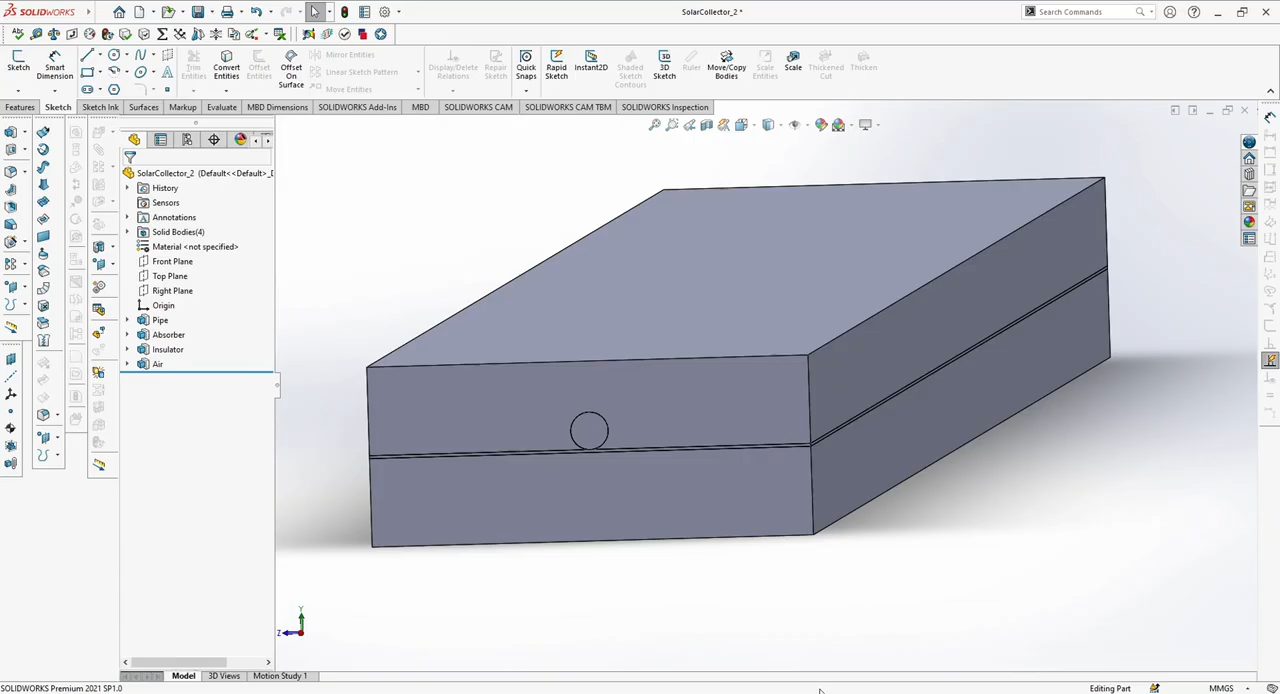 SOLIDWORKS
SolarCollector_2 *
Search Commands
Sketch
Smart Dimension
Trim Entities
Convert Entities
Offset Entities
Offset On Surface
Mirror Entities
Linear Sketch Pattern
Move Entities
Display/Delete Relations
Repair Sketch
Quick Snaps
Rapid Sketch
Instant2D
Shaded Sketch Contours
Ruler
3D Sketch
Move/Copy Bodies
Scale Entities
Scale
Thickened Cut
Thicken
Features
Sketch
Sketch Ink
Surfaces
Markup
Evaluate
MBD Dimensions
SOLIDWORKS Add-Ins
MBD
SOLIDWORKS CAM
SOLIDWORKS CAM TBM
SOLIDWORKS Inspection
SolarCollector_2 (Default<<Default>_D
History
Sensors
Annotations
Solid Bodies(4)
Material <not specified>
Front Plane
Top Plane
Right Plane
Origin
Pipe
Absorber
Insulator
Air
Y
Z
Model
3D Views
Motion Study 1
SOLIDWORKS Premium 2021 SP1.0
Editing Part
MMGS